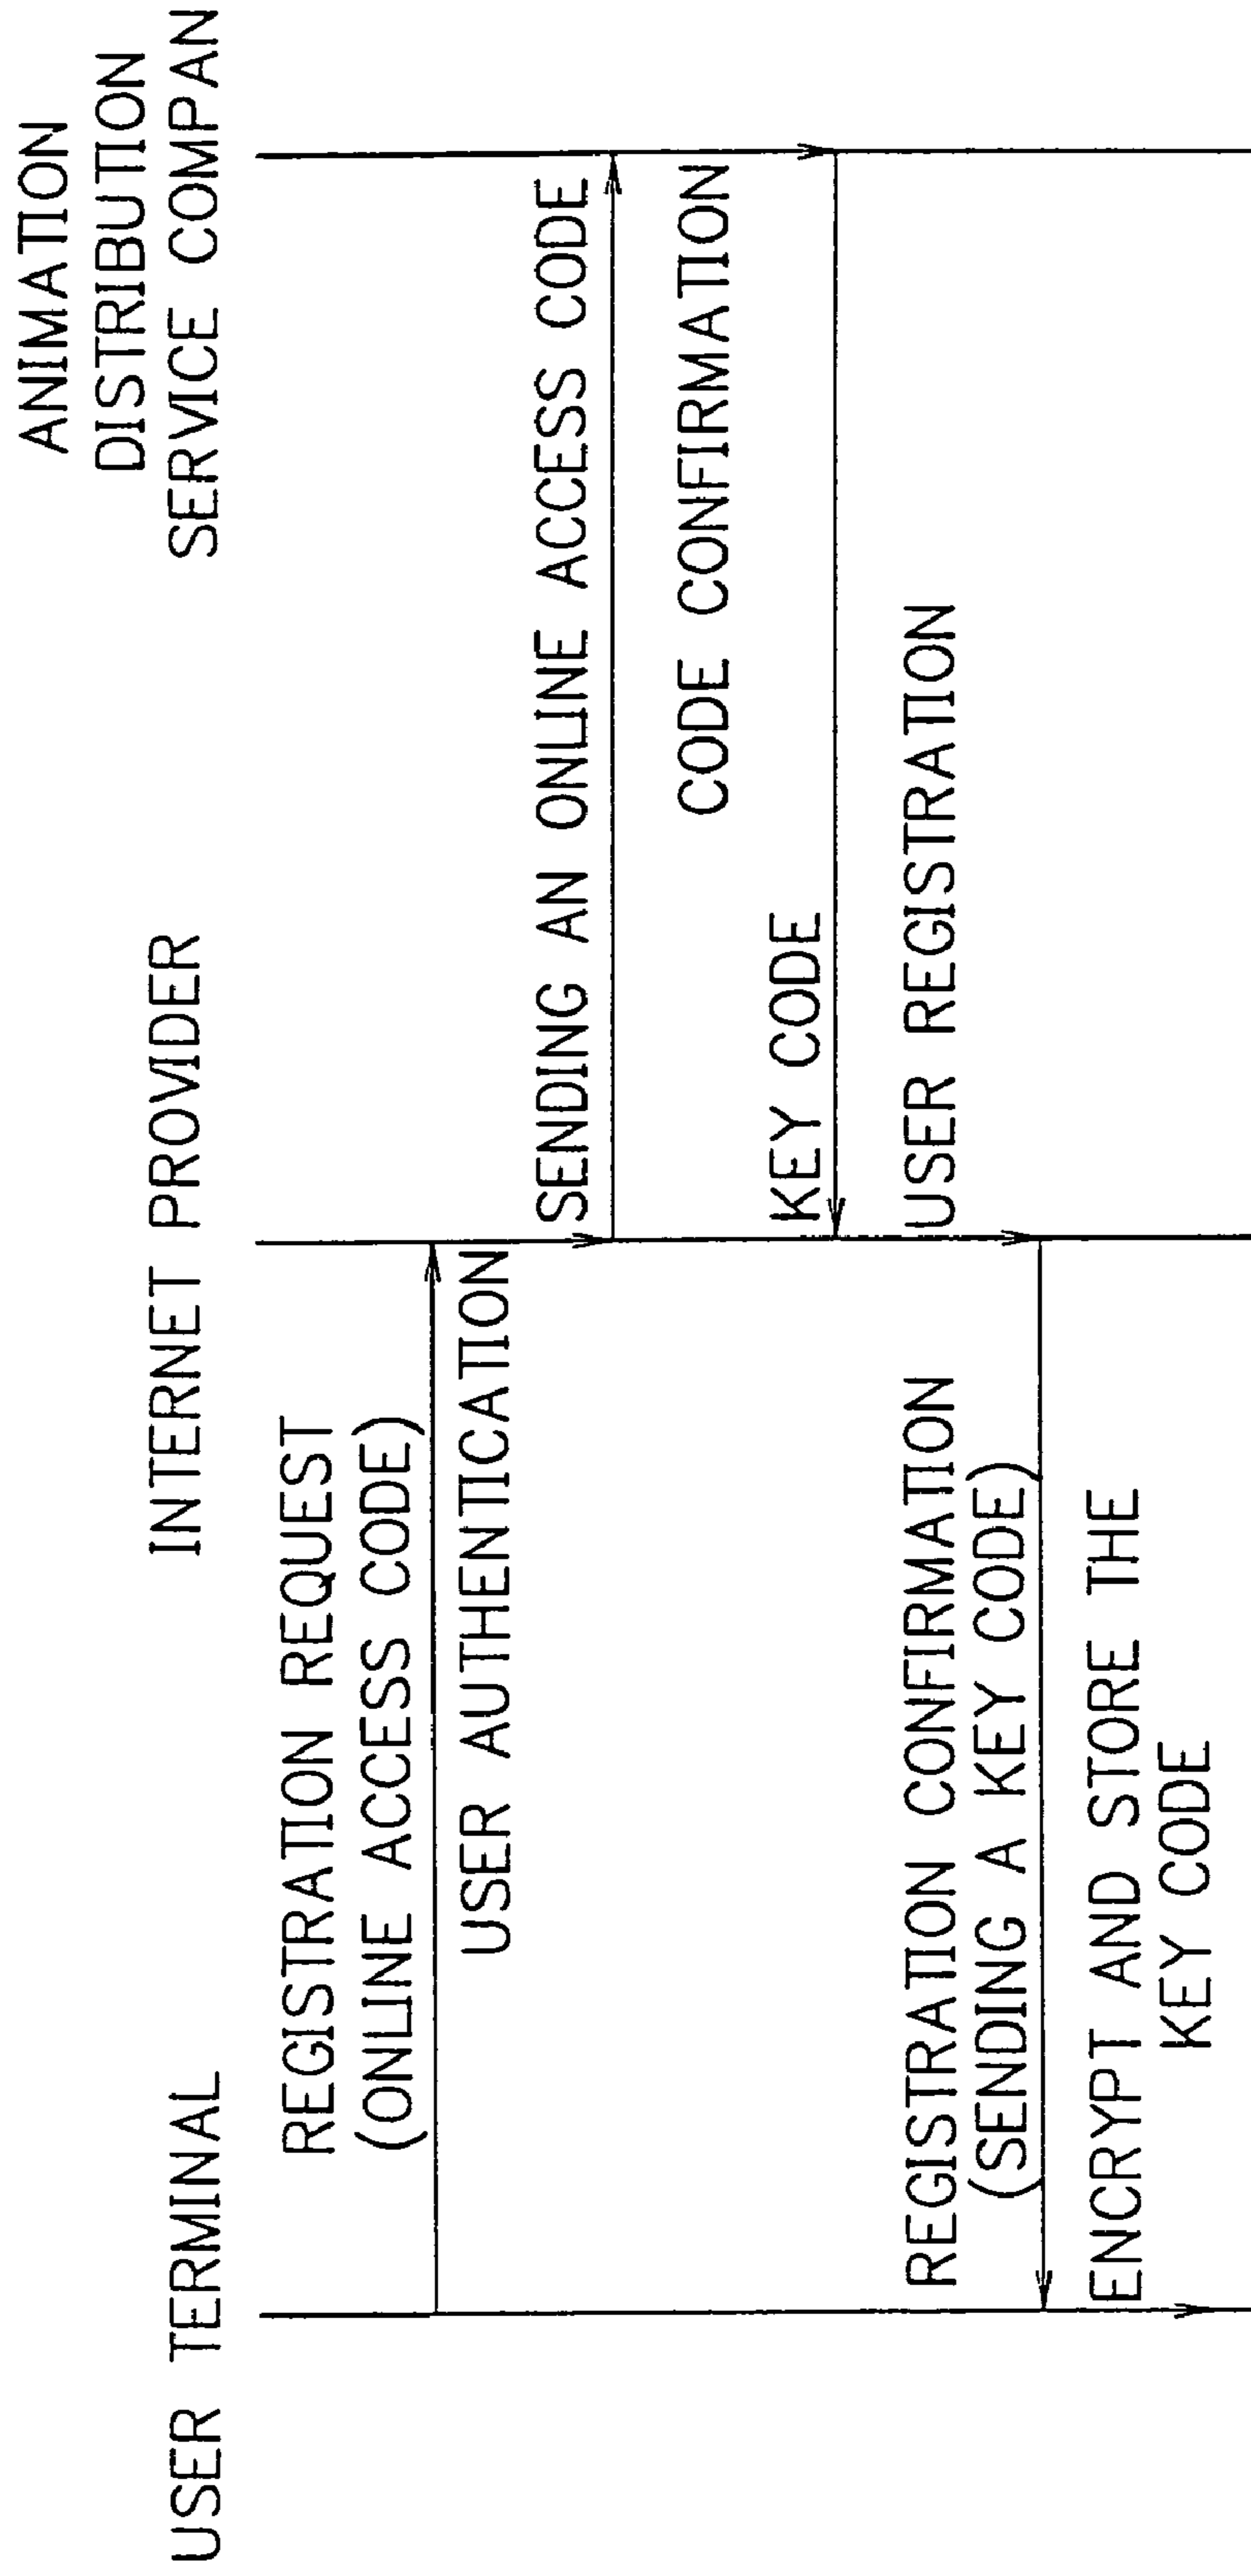 USER TERMINAL
INTERNET PROVIDER
ANIMATION
DISTRIBUTION
SERVICE COMPAN
REGISTRATION REQUEST
(ONLINE ACCESS CODE)
USER AUTHENTICATION
SENDING AN ONLINE ACCESS CODE
CODE CONFIRMATION
KEY CODE
USER REGISTRATION
REGISTRATION CONFIRMATION
(SENDING A KEY CODE)
ENCRYPT AND STORE THE
KEY CODE